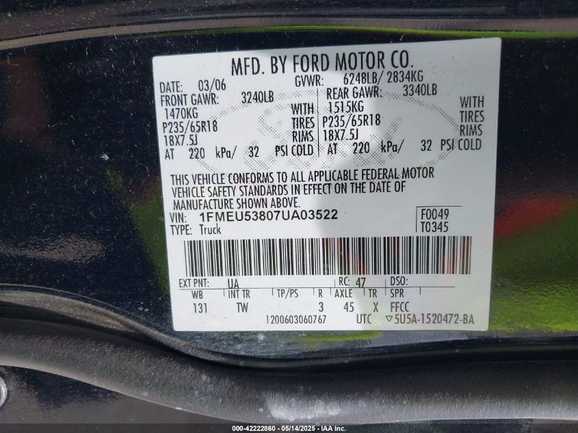 MFD. BY FORD MOTOR CO.
DATE: 03/06 GVWR: 6248LB/ 2834KG
FRONT GAWR: 3240LB REAR GAWR: 3340LB
1470KG WITH 1515KG WITH
P235/65R18 TIRES P235/65R18 TIRES
18X7.5J RIMS 18X7.5J RIMS
AT 220 kPa/ 32 PSI COLD AT 220 kPa/ 32 PSI COLD
THIS VEHICLE CONFORMS TO ALL APPLICABLE FEDERAL MOTOR
VEHICLE SAFETY STANDARDS IN EFFECT ON THE DATE OF
MANUFACTURE SHOWN ABOVE.
VIN: 1FMEU53807UA03522 F0049
TYPE: Truck T0345
EXT PNT: UA RC: 47 DSO:
WB INT TR TP/PS R AXLE TR SPR
131 TW 3 45 X FFCC
1200603060767 UTC ▽5U5A-1520472-BA
000-42222860 - 05/14/2025 - IAA Inc.